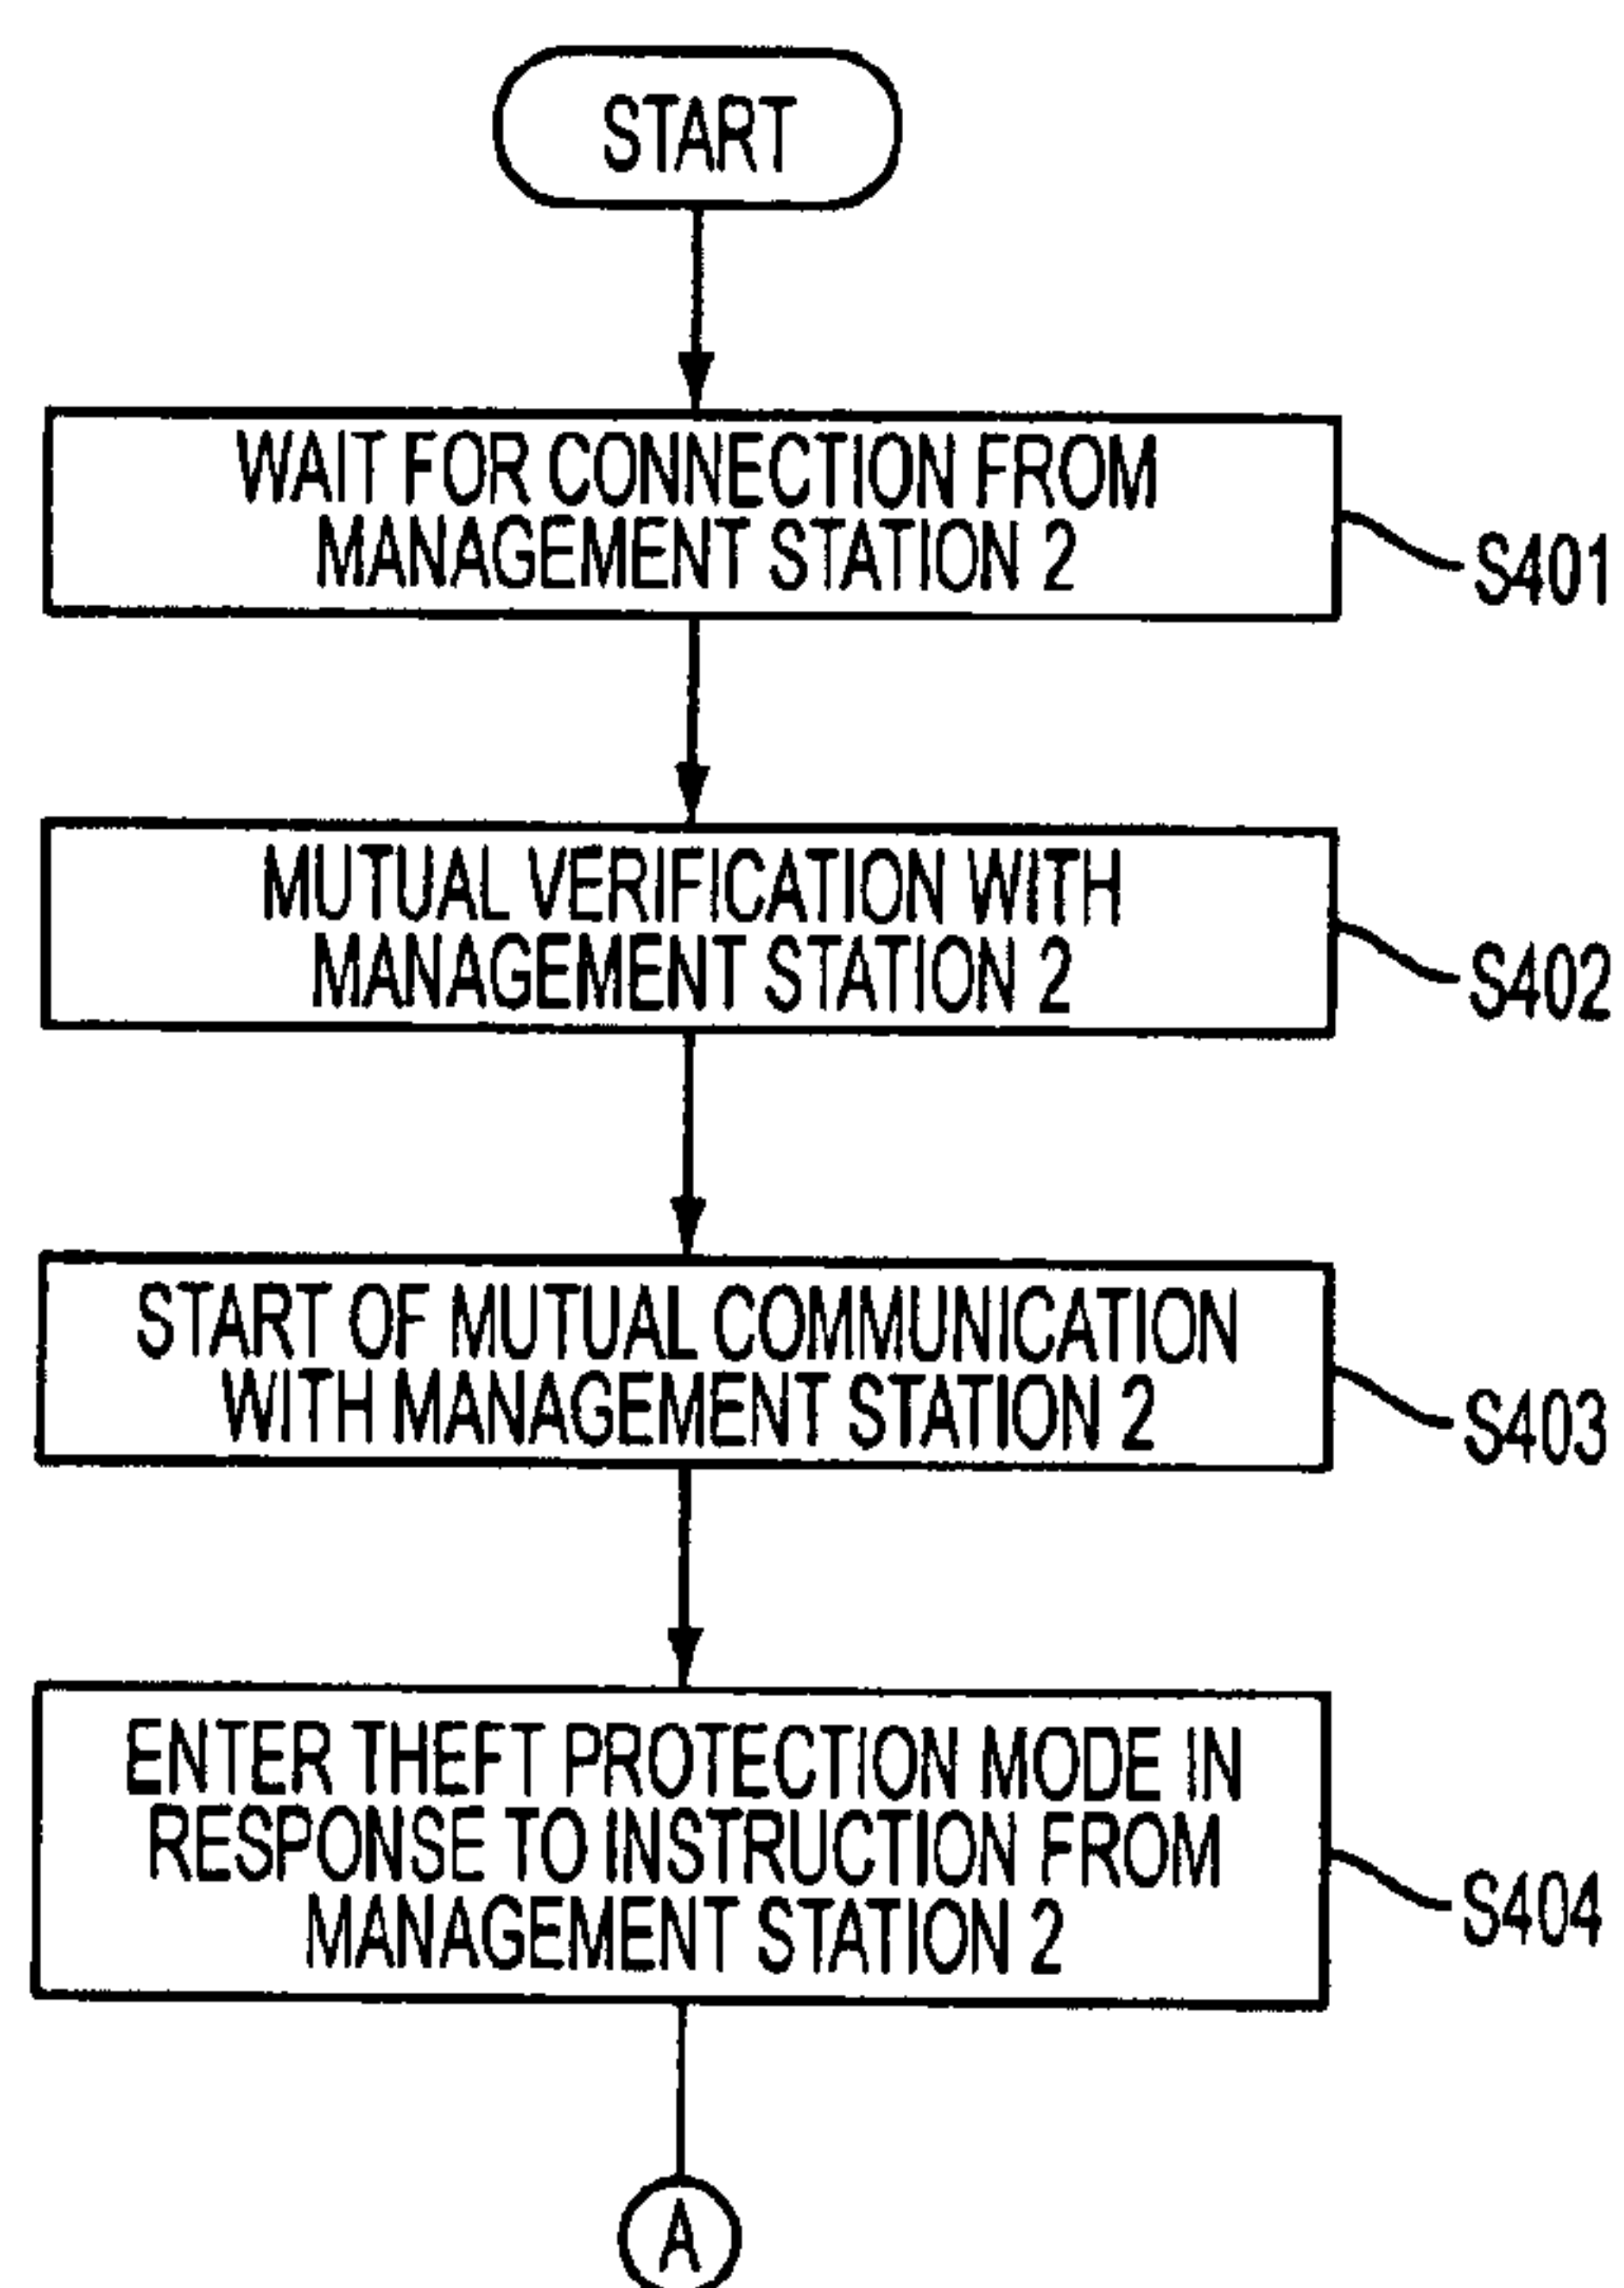 START
WAIT FOR CONNECTION FROM
MANAGEMENT STATION 2
S401
MUTUAL VERIFICATION WITH
MANAGEMENT STATION 2
S402
START OF MUTUAL COMMUNICATION
WITH MANAGEMENT STATION 2
S403
ENTER THEFT PROTECTION MODE IN
RESPONSE TO INSTRUCTION FROM
MANAGEMENT STATION 2
S404
A